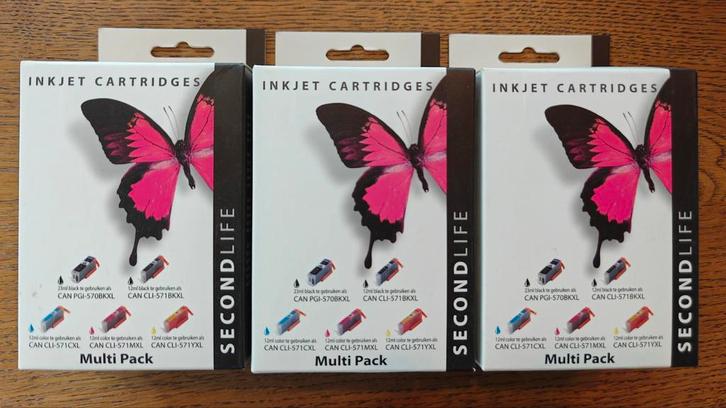 INKJET CARTRIDGES
SECONDLIFE
23ml black te gebruiken als
CAN PGI-570BKXL
12ml black te gebruiken als
CAN CLI-571BKXL
12ml color te gebruiken als
CAN CLI-571CXL
12ml color te gebruiken als
CAN CLI-571MXL
12ml color te gebruiken als
CAN CLI-571YXL
Multi Pack
INKJET CARTRIDGES
SECONDLIFE
23ml black te gebruiken als
CAN PGI-570BKXL
12ml black te gebruiken als
CAN CLI-571BKXL
12ml color te gebruiken als
CAN CLI-571CXL
12ml color te gebruiken als
CAN CLI-571MXL
12ml color te gebruiken als
CAN CLI-571YXL
Multi Pack
INKJET CARTRIDGES
SECONDLIFE
23ml black te gebruiken als
CAN PGI-570BKXL
12ml black te gebruiken als
CAN CLI-571BKXL
12ml color te gebruiken als
CAN CLI-571CXL
12ml color te gebruiken als
CAN CLI-571MXL
12ml color te gebruiken als
CAN CLI-571YXL
Multi Pack